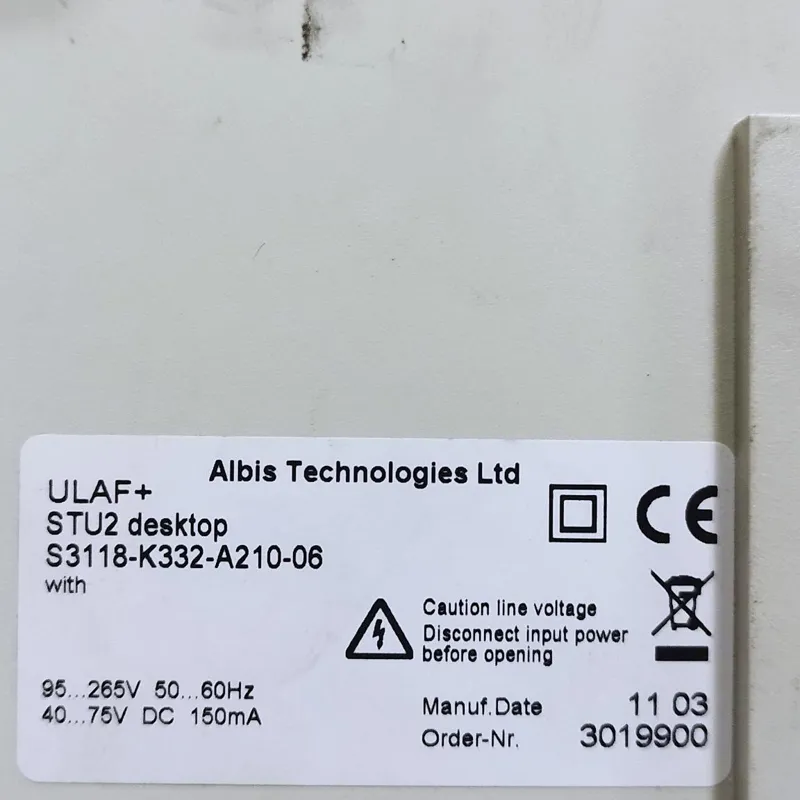 Albis Technologies Ltd
ULAF+
STU2 desktop
S3118-K332-A210-06
with
CE
Caution line voltage
Disconnect input power
before opening
95...265V 50...60Hz
40...75V DC 150mA
Manuf.Date 11 03
Order-Nr. 3019900